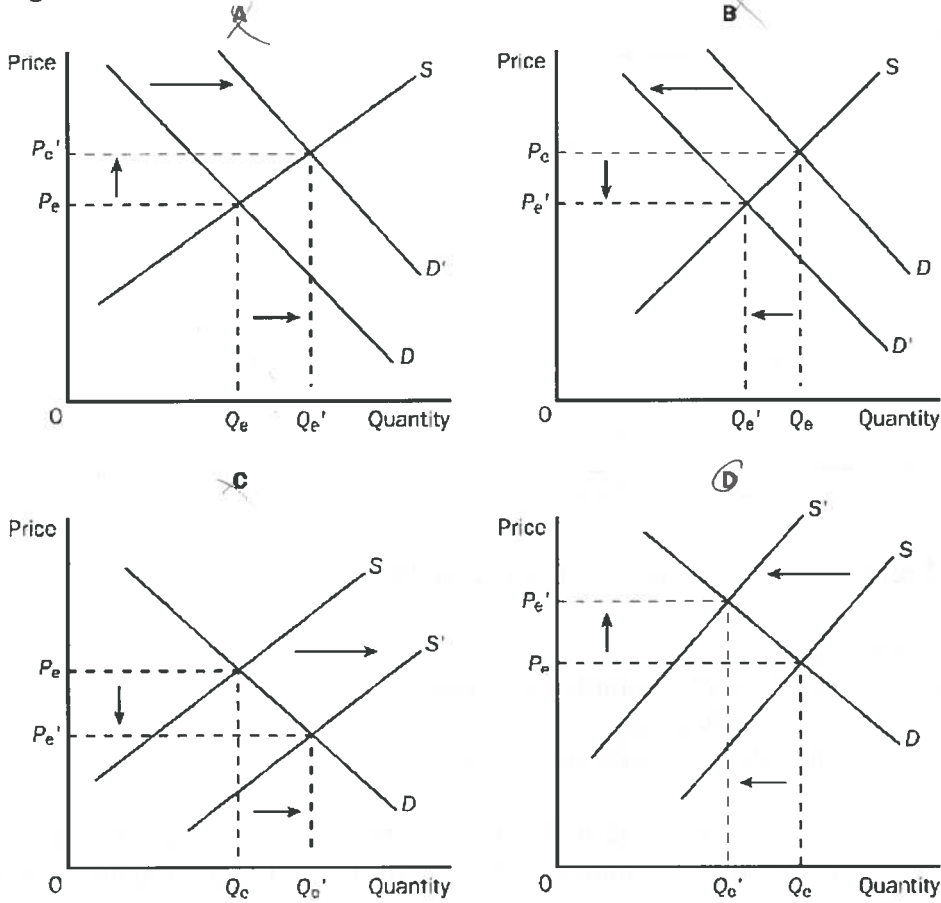 A
Price
S
Pe'
Pe
D'
D
0
Qe
Qe'
Quantity
B
Price
S
Pe
Pe'
D
D'
0
Qe'
Qe
Quantity
C
Price
S
S'
Pe
Pe'
D
0
Qe
Qe'
Quantity
D
Price
S'
S
Pe'
Pe
D
0
Qe'
Qe
Quantity